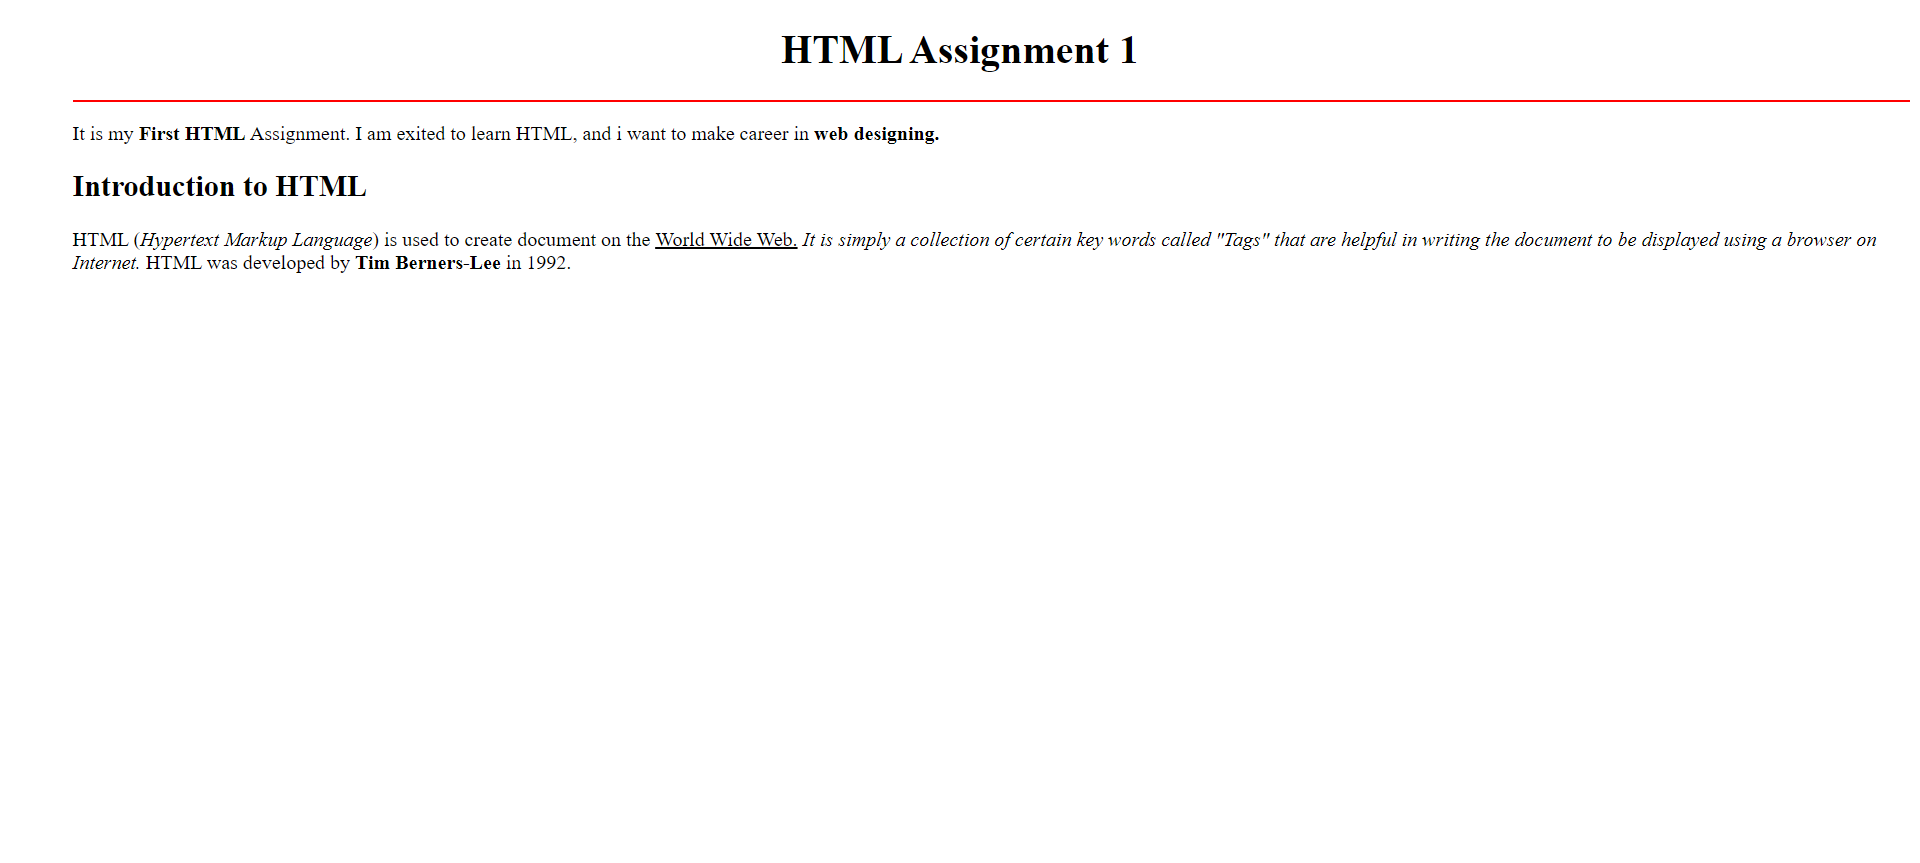 HTML Assignment 1
It is my First HTML Assignment. I am exited to learn HTML, and i want to make career in web designing.
Introduction to HTML
HTML (Hypertext Markup Language) is used to create document on the World Wide Web. It is simply a collection of certain key words called "Tags" that are helpful in writing the document to be displayed using a browser on
Internet. HTML was developed by Tim Berners-Lee in 1992.